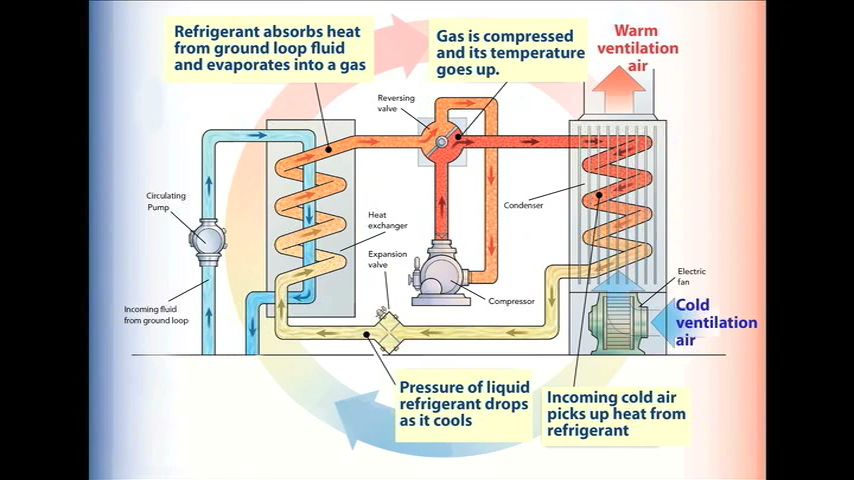 Refrigerant absorbs heat
from ground loop fluid
and evaporates into a gas
Gas is compressed
and its temperature
goes up.
Warm
ventilation
air
Reversing
valve
Circulating
Pump
Heat
exchanger
Condenser
Expansion
valve
Electric
fan
Compressor
Incoming fluid
from ground loop
Cold
ventilation
air
Pressure of liquid
refrigerant drops
as it cools
Incoming cold air
picks up heat from
refrigerant